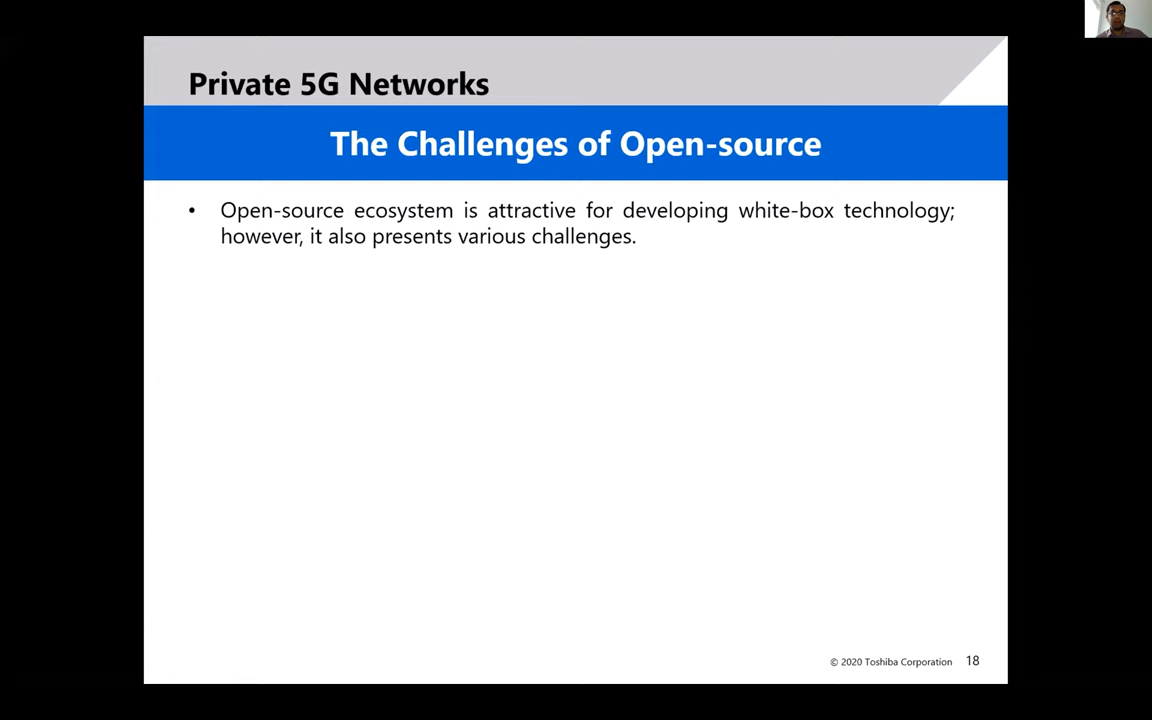 Private 5G Networks
The Challenges of Open-source
• Open-source ecosystem is attractive for developing white-box technology;
however, it also presents various challenges.
© 2020 Toshiba Corporation 18